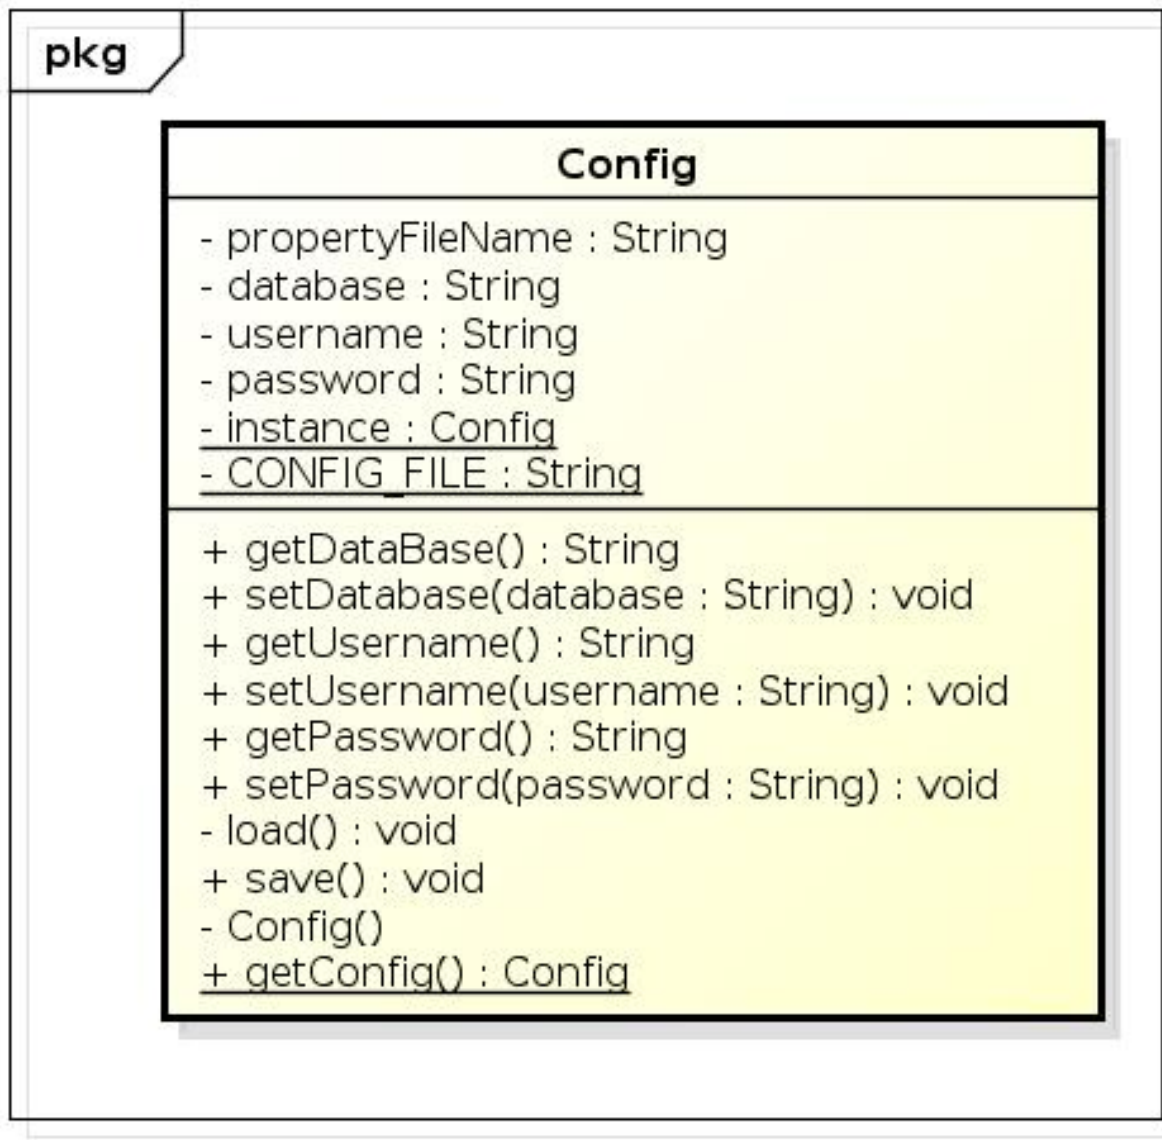 pkg
Config
- propertyFileName : String
- database : String
- username : String
- password : String
- instance : Config
- CONFIG_FILE : String
+ getDataBase() : String
+ setDatabase(database : String) : void
+ getUsername() : String
+ setUsername(username : String) : void
+ getPassword() : String
+ setPassword(password : String) : void
- load() : void
+ save() : void
- Config()
+ getConfig() : Config